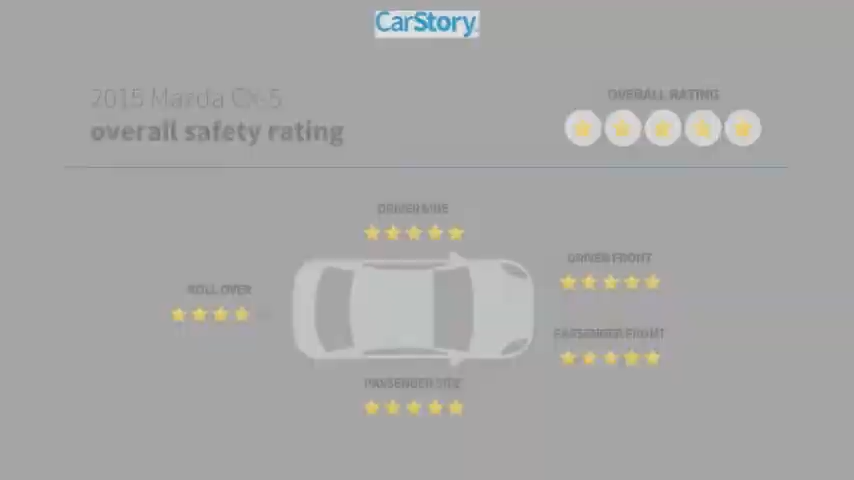 CarStory
2015 Mazda CX-5
overall safety rating
OVERALL RATING
DRIVER SIDE
DRIVER FRONT
ROLL OVER
PASSENGER FRONT
PASSENGER SIDE